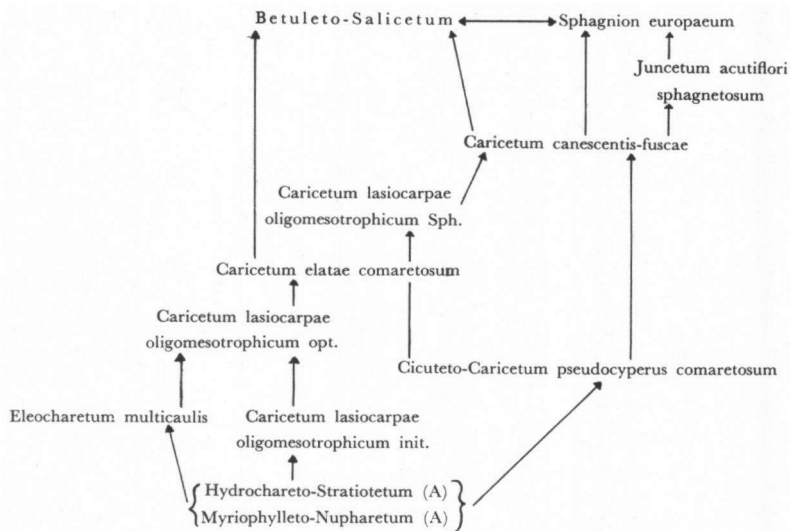 Betuleto-Salicetum
Sphagnion europaeum
Juncetum acutiflori
sphagnetosum
Caricetum canescentis-fuscae
Caricetum lasiocarpae
oligomesotrophicum Sph.
Caricetum elatae comaretosum
Caricetum lasiocarpae
oligomesotrophicum opt.
Cicuteto-Caricetum pseudocyperus comaretosum
Eleocharetum multicaulis
Caricetum lasiocarpae
oligomesotrophicum init.
{ Hydrochareto-Stratiotetum (A) }
{ Myriophylleto-Nupharetum (A) }